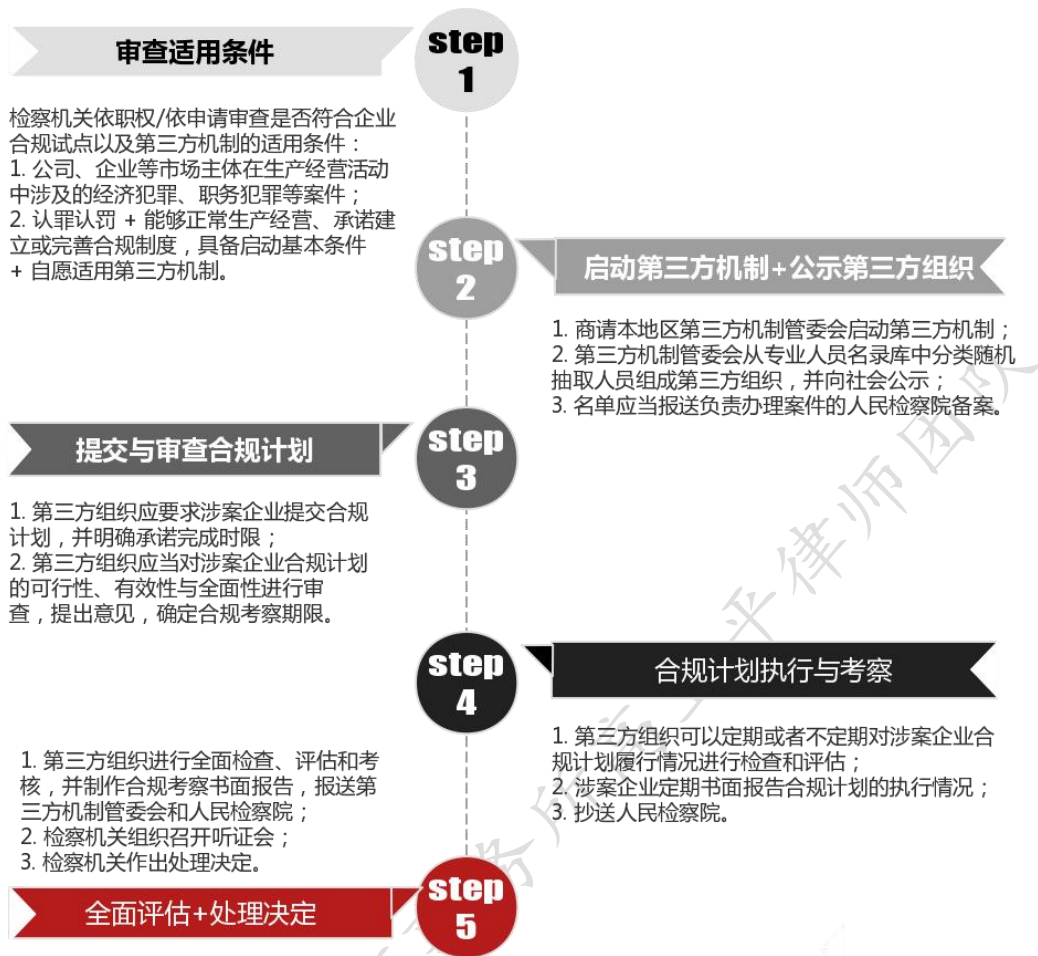 审查适用条件
step
1
检察机关依职权/依申请审查是否符合企业
合规试点以及第三方机制的适用条件：
1. 公司、企业等市场主体在生产经营活动
中涉及的经济犯罪、职务犯罪等案件；
2. 认罪认罚 + 能够正常生产经营、承诺建
立或完善合规制度，具备启动基本条件
+ 自愿适用第三方机制。
step
2
启动第三方机制+公示第三方组织
1. 商请本地区第三方机制管委会启动第三方机制；
2. 第三方机制管委会从专业人员名录库中分类随机
抽取人员组成第三方组织，并向社会公示；
3. 名单应当报送负责办理案件的人民检察院备案。
提交与审查合规计划
step
3
1. 第三方组织应要求涉案企业提交合规
计划，并明确承诺完成时限；
2. 第三方组织应当对涉案企业合规计划
的可行性、有效性与全面性进行审
查，提出意见，确定合规考察期限。
step
4
合规计划执行与考察
1. 第三方组织可以定期或者不定期对涉案企业合
规计划履行情况进行检查和评估；
2. 涉案企业定期书面报告合规计划的执行情况；
3. 抄送人民检察院。
1. 第三方组织进行全面检查、评估和考
核，并制作合规考察书面报告，报送第
三方机制管委会和人民检察院；
2. 检察机关组织召开听证会；
3. 检察机关作出处理决定。
全面评估+处理决定
step
5
平律师团队